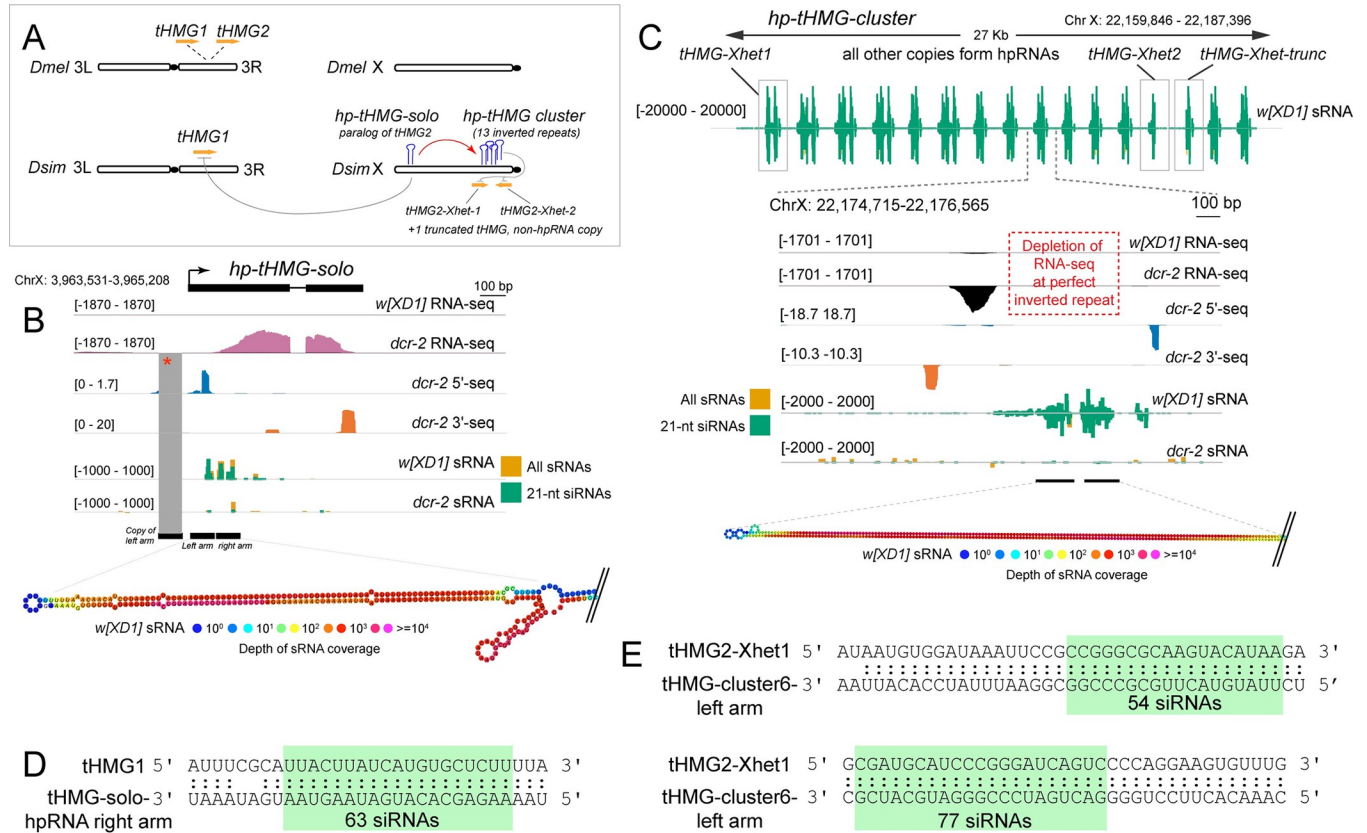 A
tHMG1 tHMG2
Dmel 3L 3R
Dmel X
tHMG1
Dsim 3L 3R
hp-tHMG-solo
paralog of tHMG2
hp-tHMG cluster
(13 inverted repeats)
Dsim X
tHMG2-Xhet-1 tHMG2-Xhet-2
+1 truncated tHMG, non-hpRNA copy
B
ChrX: 3,963,531-3,965,208
hp-tHMG-solo
100 bp
[-1870 - 1870] w[XD1] RNA-seq
[-1870 - 1870] dcr-2 RNA-seq
*
[0 - 1.7] dcr-2 5'-seq
[0 - 20] dcr-2 3'-seq
[-1000 - 1000] w[XD1] sRNA
[-1000 - 1000] dcr-2 sRNA
All sRNAs
21-nt siRNAs
Copy of
left arm
Left arm right arm
w[XD1] sRNA 10⁰ 10¹ 10² 10³ >=10⁴
Depth of sRNA coverage
C
hp-tHMG-cluster
Chr X: 22,159,846 - 22,187,396
27 Kb
tHMG-Xhet1 all other copies form hpRNAs tHMG-Xhet2 tHMG-Xhet-trunc
[-20000 - 20000] w[XD1] sRNA
ChrX: 22,174,715-22,176,565
100 bp
[-1701 - 1701] w[XD1] RNA-seq
[-1701 - 1701] dcr-2 RNA-seq
Depletion of
RNA-seq
at perfect
inverted repeat
[-18.7 18.7] dcr-2 5'-seq
[-10.3 -10.3] dcr-2 3'-seq
All sRNAs
21-nt siRNAs
[-2000 - 2000] w[XD1] sRNA
[-2000 - 2000] dcr-2 sRNA
w[XD1] sRNA 10⁰ 10¹ 10² 10³ >=10⁴
Depth of sRNA coverage
D
tHMG1 5' AUUUCGCAUUACUUAUCAUGUGCUCUUUUA 3'
tHMG-solo- 3' UAAAUAGUAAUGAAUAGUACACGAGAAAAU 5'
hpRNA right arm
63 siRNAs
E
tHMG2-Xhet1 5' AUAAUGUGGAUAAAUUCCGCCGGGCGCAAGUACAUAAGA 3'
tHMG-cluster6- 3' AAUUACACCUAUUUAAGGCGGCCCGCGUUCAUGUAUUCU 5'
left arm
54 siRNAs
tHMG2-Xhet1 5' GCGAUGCAUCCCGGGAUCAGUCCCCAGGAAGUGUUUG 3'
tHMG-cluster6- 3' CGCUACGUAGGGCCCUAGUCAGGGGUCCUUCACAAAC 5'
left arm
77 siRNAs